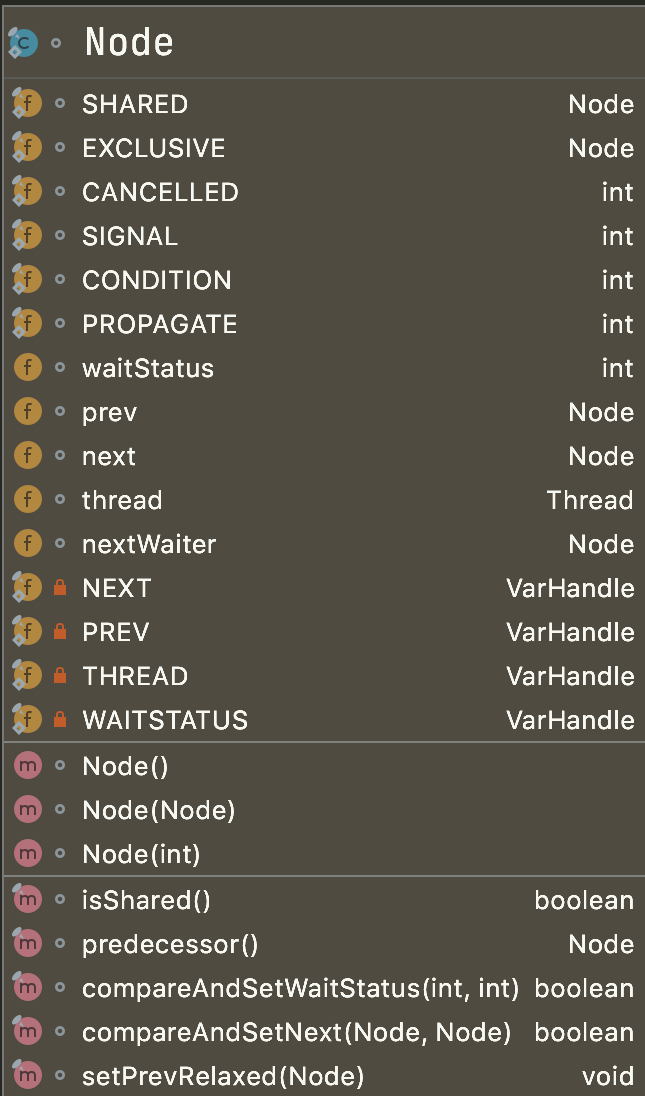 Node
SHARED Node
EXCLUSIVE Node
CANCELLED int
SIGNAL int
CONDITION int
PROPAGATE int
waitStatus int
prev Node
next Node
thread Thread
nextWaiter Node
NEXT VarHandle
PREV VarHandle
THREAD VarHandle
WAITSTATUS VarHandle
Node()
Node(Node)
Node(int)
isShared() boolean
predecessor() Node
compareAndSetWaitStatus(int, int) boolean
compareAndSetNext(Node, Node) boolean
setPrevRelaxed(Node) void